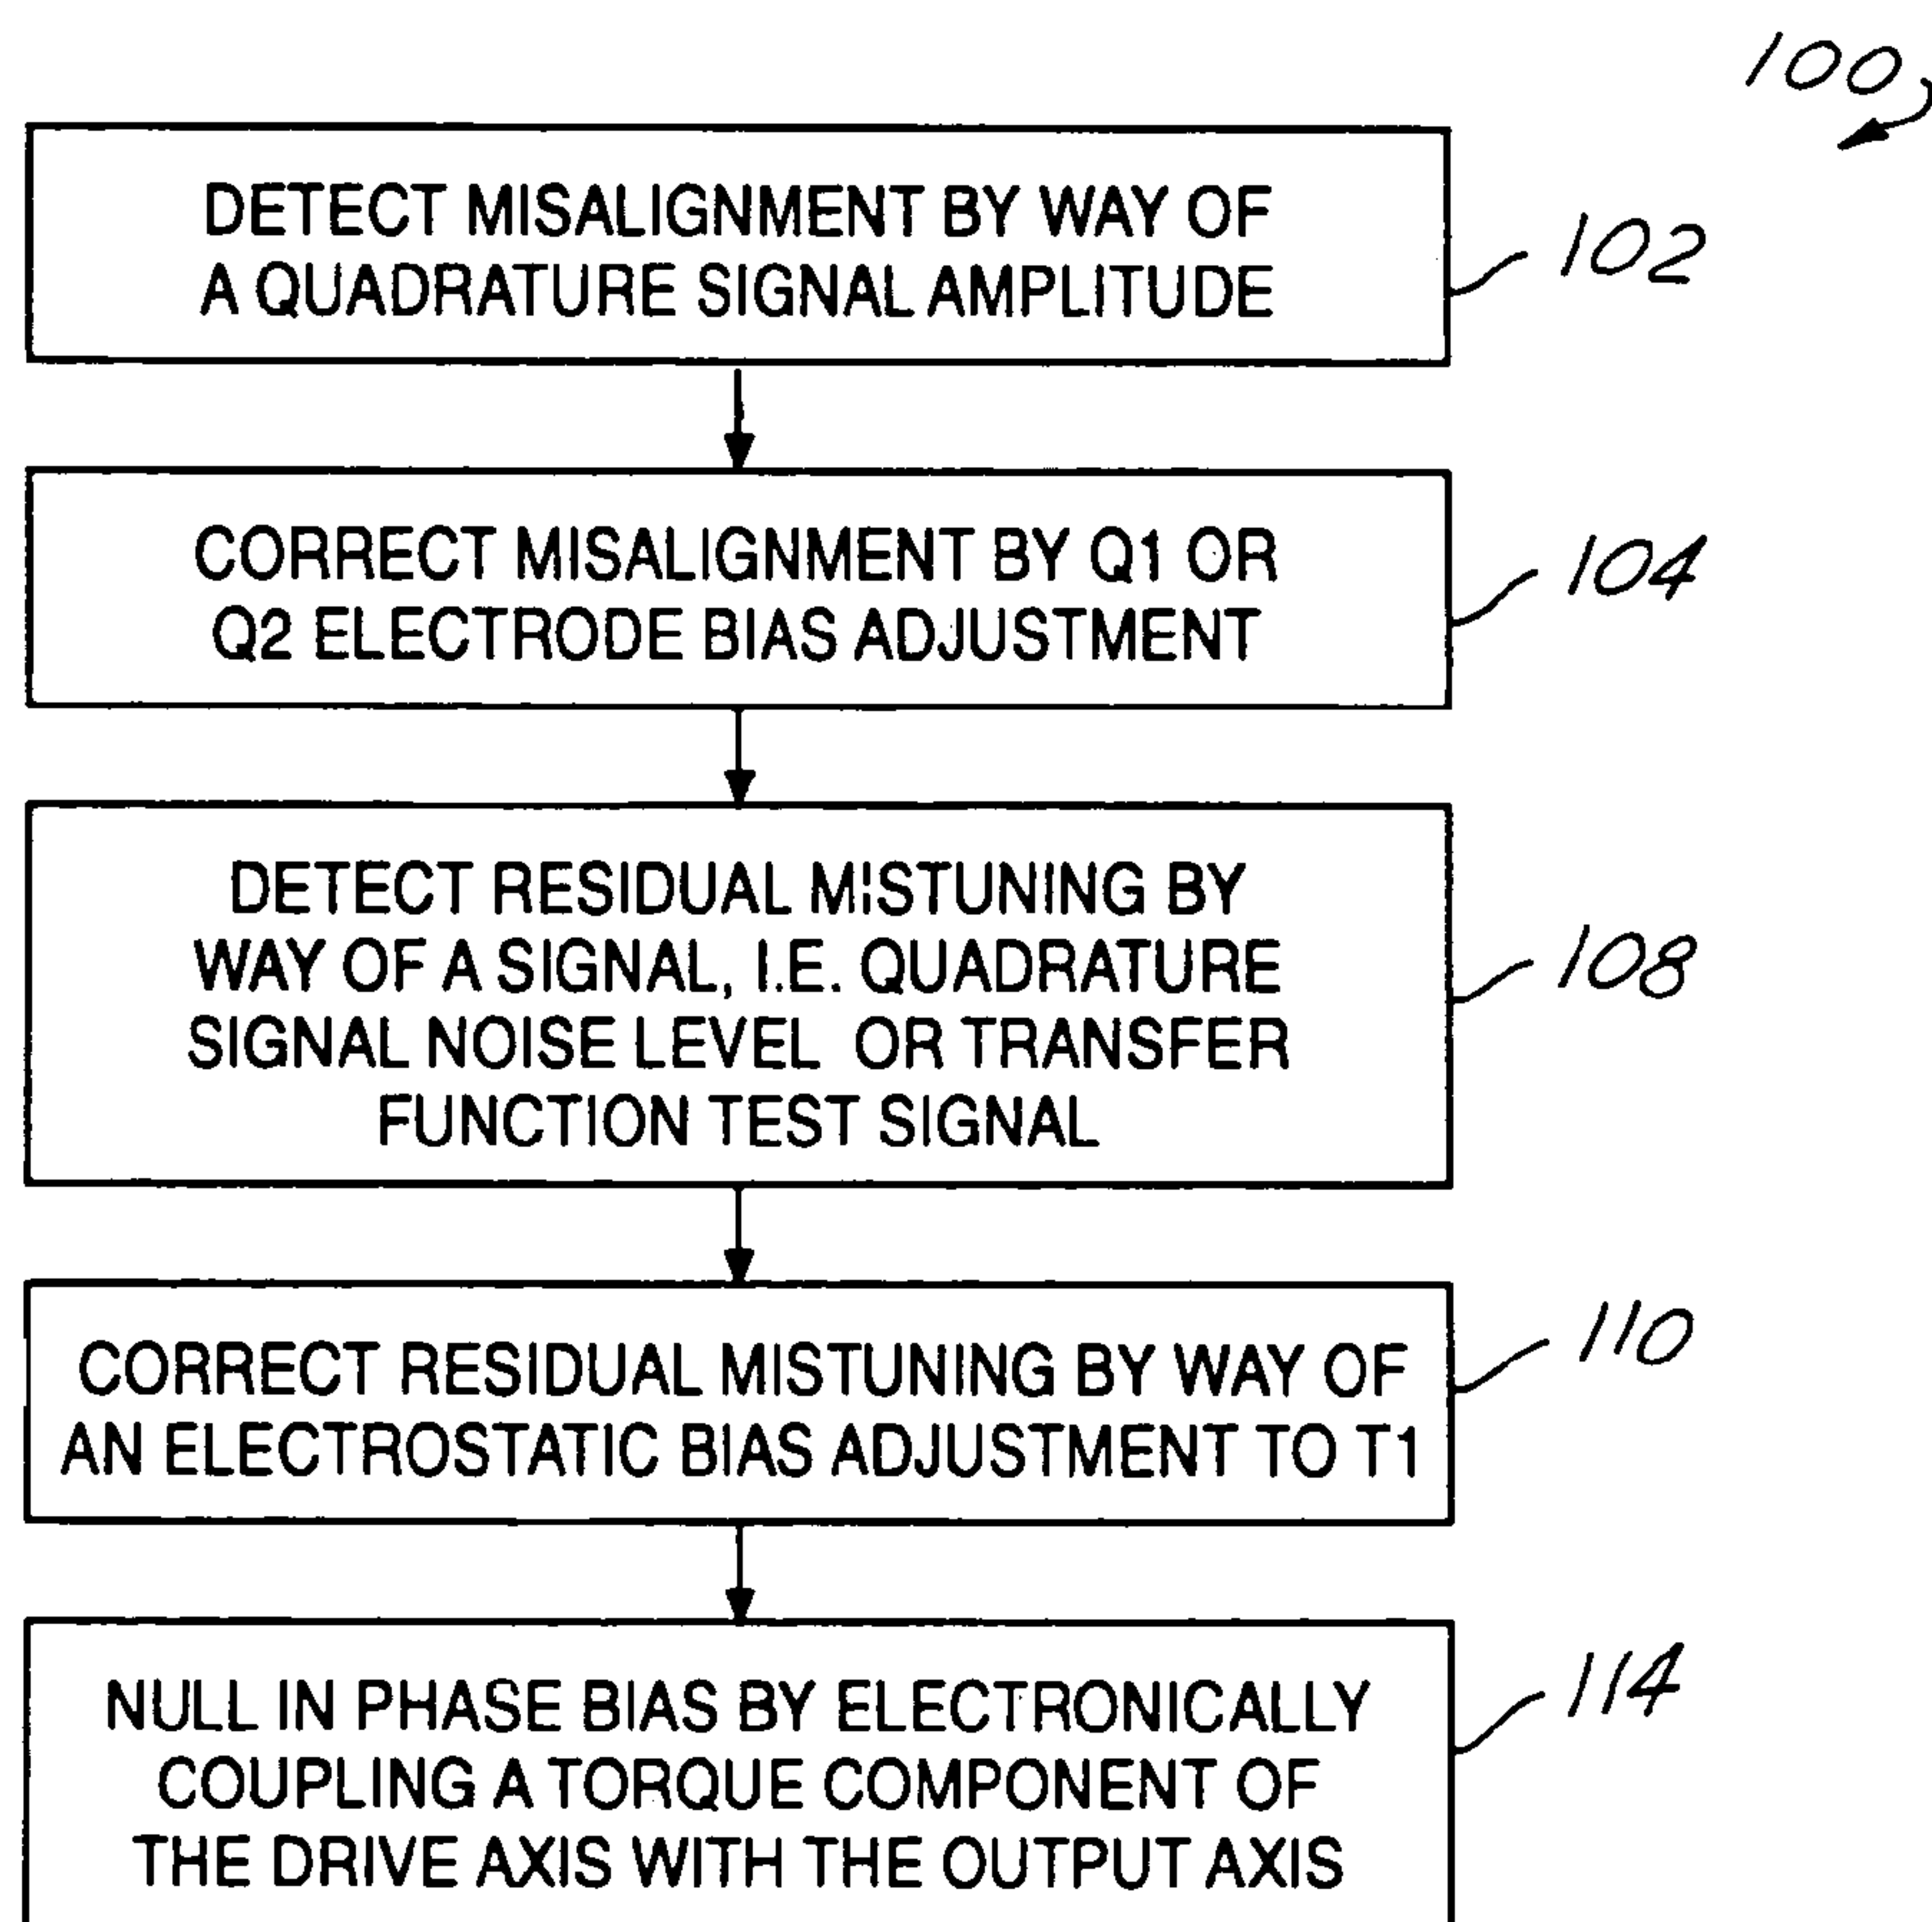 100
DETECT MISALIGNMENT BY WAY OF
A QUADRATURE SIGNAL AMPLITUDE
102
CORRECT MISALIGNMENT BY Q1 OR
Q2 ELECTRODE BIAS ADJUSTMENT
104
DETECT RESIDUAL MISTUNING BY
WAY OF A SIGNAL, I.E. QUADRATURE
SIGNAL NOISE LEVEL OR TRANSFER
FUNCTION TEST SIGNAL
108
CORRECT RESIDUAL MISTUNING BY WAY OF
AN ELECTROSTATIC BIAS ADJUSTMENT TO T1
110
NULL IN PHASE BIAS BY ELECTRONICALLY
COUPLING A TORQUE COMPONENT OF
THE DRIVE AXIS WITH THE OUTPUT AXIS
114